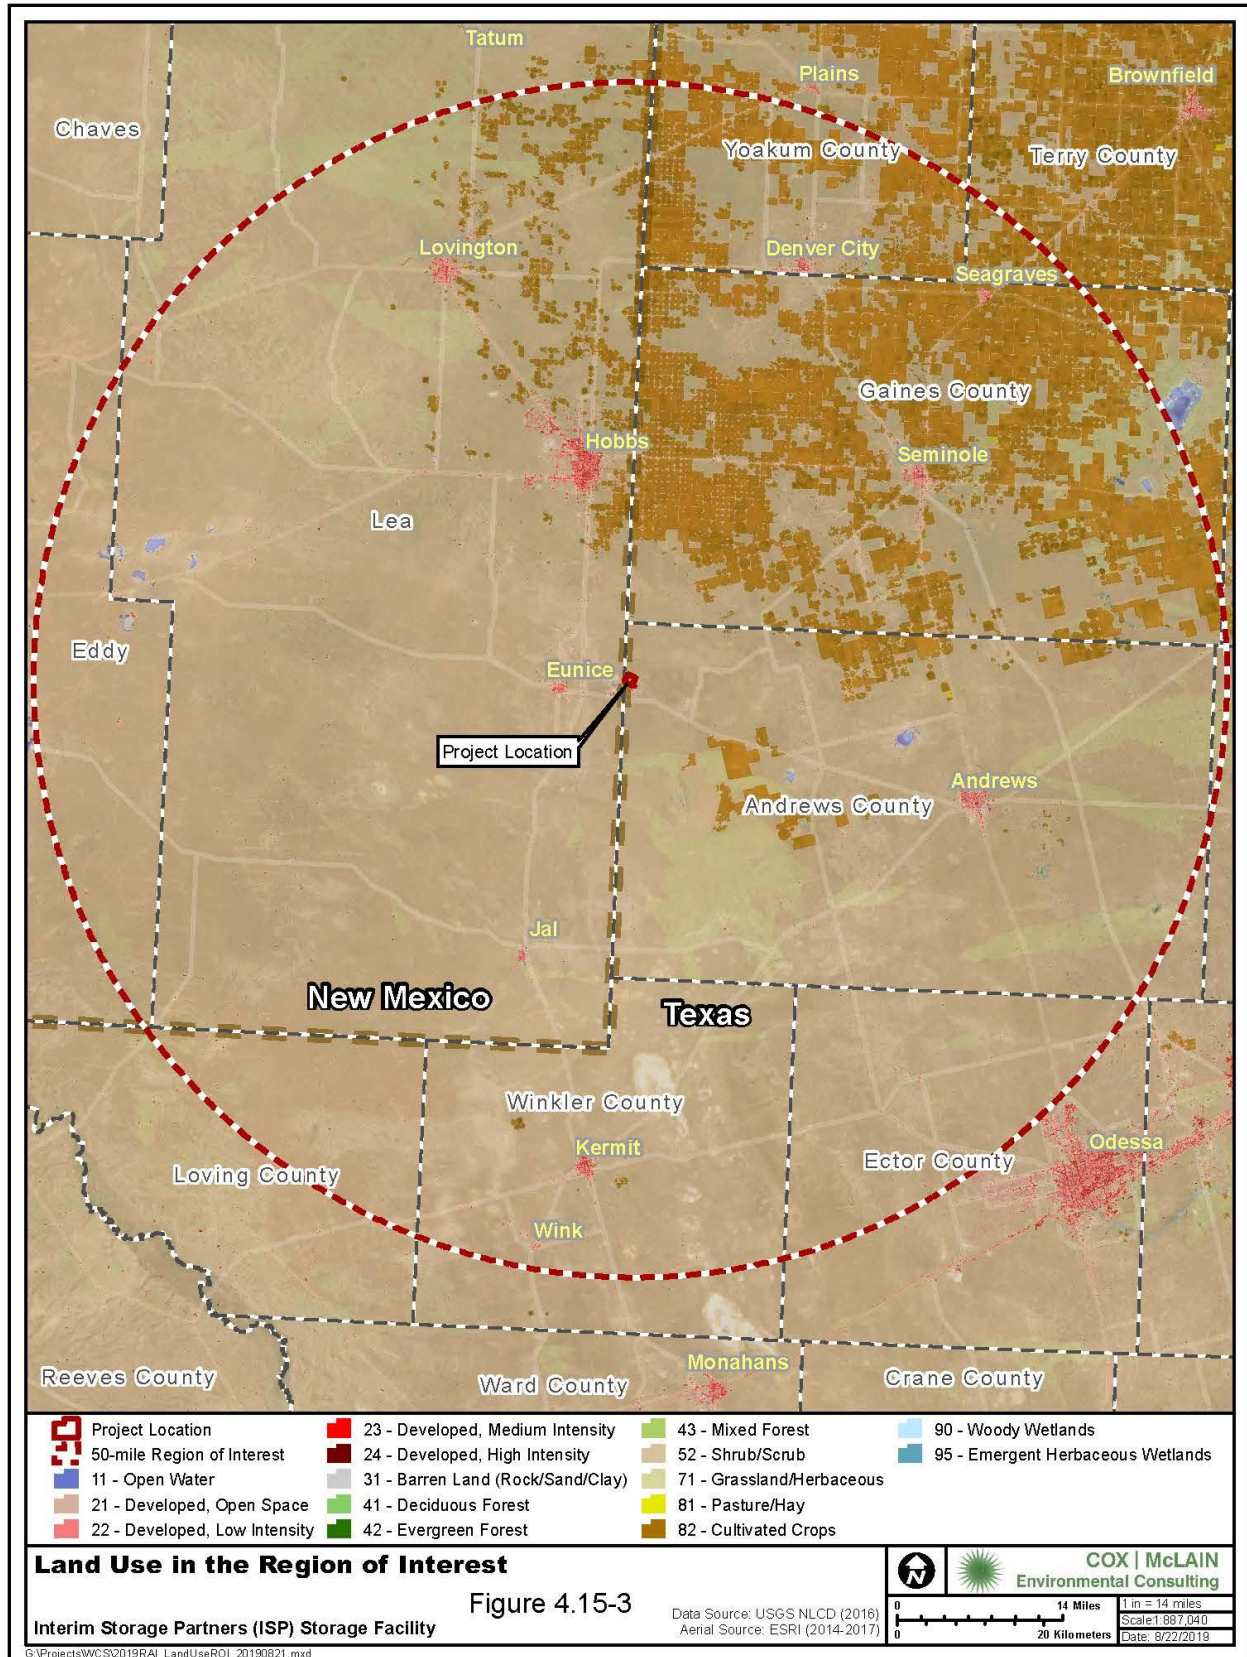 Tatum
Plains
Brownfield
Chaves
Yoakum County
Terry County
Lovington
Denver City
Seagraves
Gaines County
Hobbs
Seminole
Lea
Eddy
Eunice
Project Location
Andrews
Andrews County
Jal
New Mexico
Texas
Winkler County
Odessa
Kermit
Ector County
Loving County
Wink
Monahans
Reeves County
Ward County
Crane County
Project Location
50-mile Region of Interest
11 - Open Water
21 - Developed, Open Space
22 - Developed, Low Intensity
23 - Developed, Medium Intensity
24 - Developed, High Intensity
31 - Barren Land (Rock/Sand/Clay)
41 - Deciduous Forest
42 - Evergreen Forest
43 - Mixed Forest
52 - Shrub/Scrub
71 - Grassland/Herbaceous
81 - Pasture/Hay
82 - Cultivated Crops
90 - Woody Wetlands
95 - Emergent Herbaceous Wetlands
Land Use in the Region of Interest
Figure 4.15-3
Interim Storage Partners (ISP) Storage Facility
Data Source: USGS NLCD (2016)
Aerial Source: ESRI (2014-2017)
N
COX | McLAIN
Environmental Consulting
0 14 Miles
0 20 Kilometers
1 in = 14 miles
Scale:1:887,040
Date: 8/22/2019
G:\Projects\WCS\2019RAI_LandUseROI_20190821.mxd